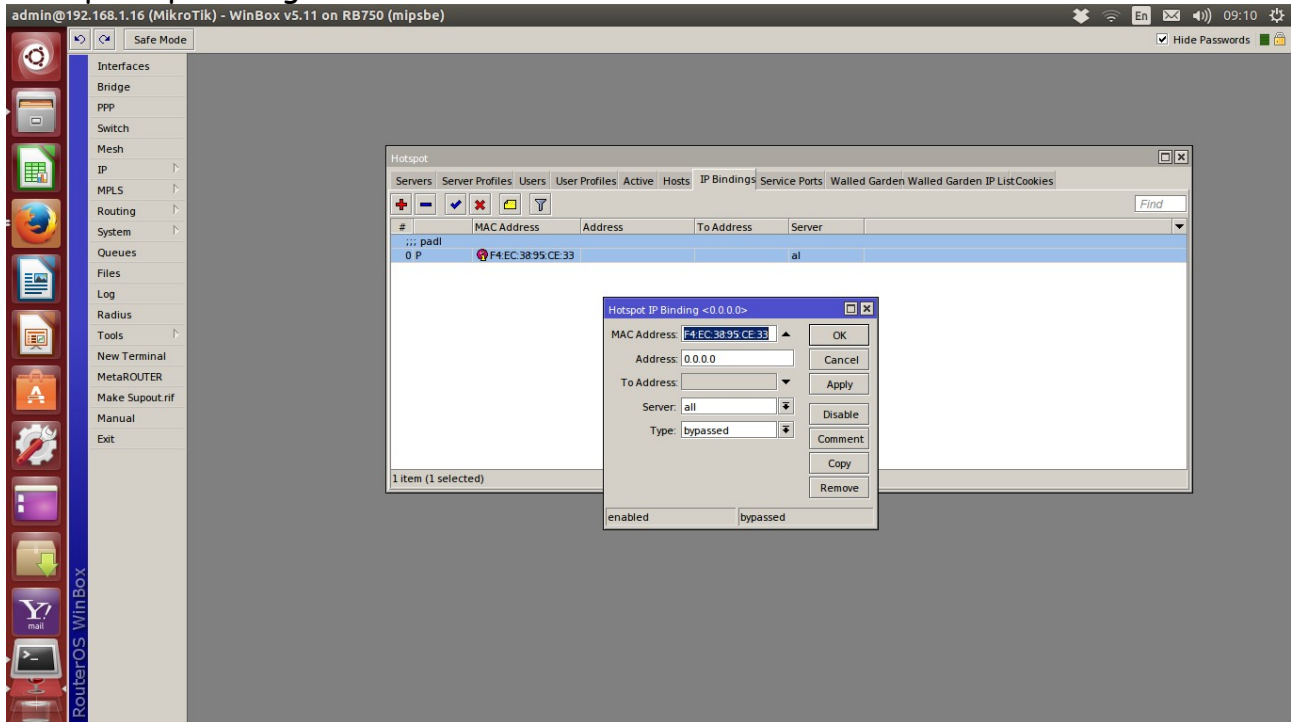 admin@192.168.1.16 (MikroTik) - WinBox v5.11 on RB750 (mipsbe)
En
09:10
Safe Mode
Hide Passwords
Interfaces
Bridge
PPP
Switch
Mesh
IP
MPLS
Routing
System
Queues
Files
Log
Radius
Tools
New Terminal
MetaROUTER
Make Supout.rif
Manual
Exit
RouterOS WinBox
Y!
mail
Hotspot
Servers Server Profiles Users User Profiles Active Hosts IP Bindings Service Ports Walled Garden Walled Garden IP List Cookies
Find
# MAC Address Address To Address Server
;;; padl
0 P F4:EC:38:95:CE:33 al
1 item (1 selected)
Hotspot IP Binding <0.0.0.0>
MAC Address: F4:EC:38:95:CE:33
Address: 0.0.0.0
To Address:
Server: all
Type: bypassed
OK
Cancel
Apply
Disable
Comment
Copy
Remove
enabled
bypassed